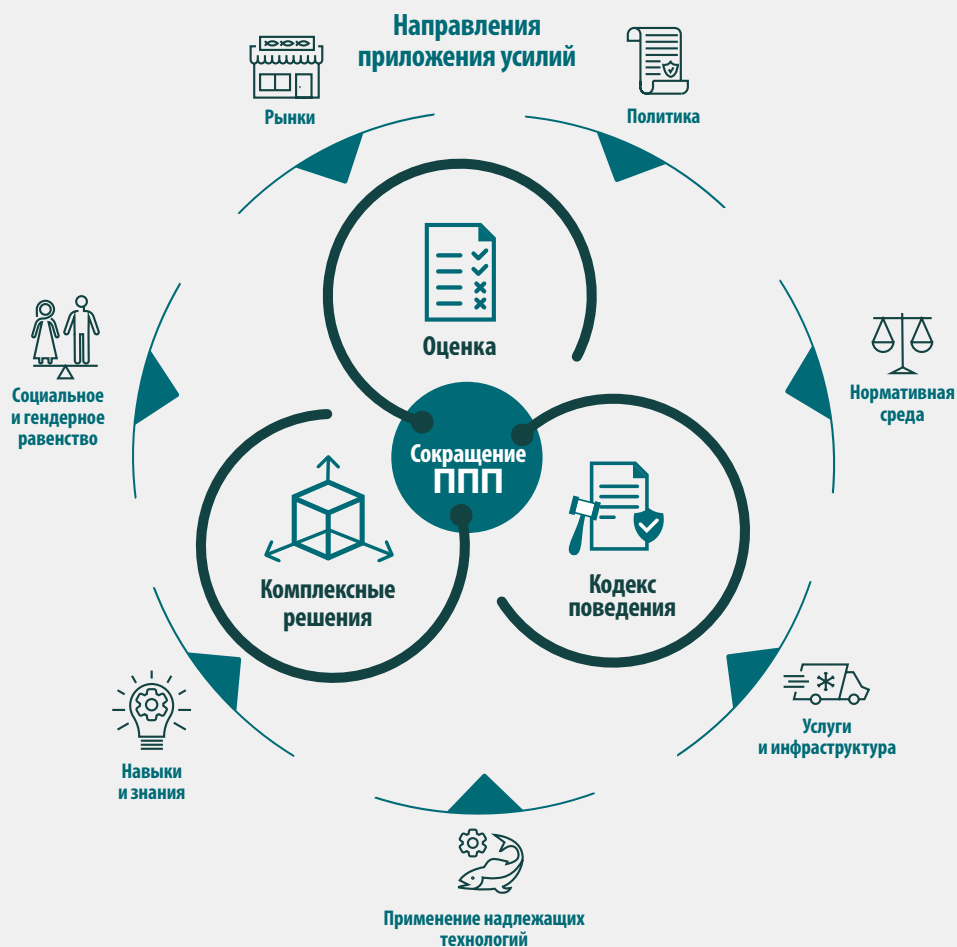 Направления
приложения усилий
Рынки
Политика
Оценка
Социальное
и гендерное
равенство
Нормативная
среда
Сокращение
ППП
Комплексные
решения
Кодекс
поведения
Услуги
и инфраструктура
Навыки
и знания
Применение надлежащих
технологий